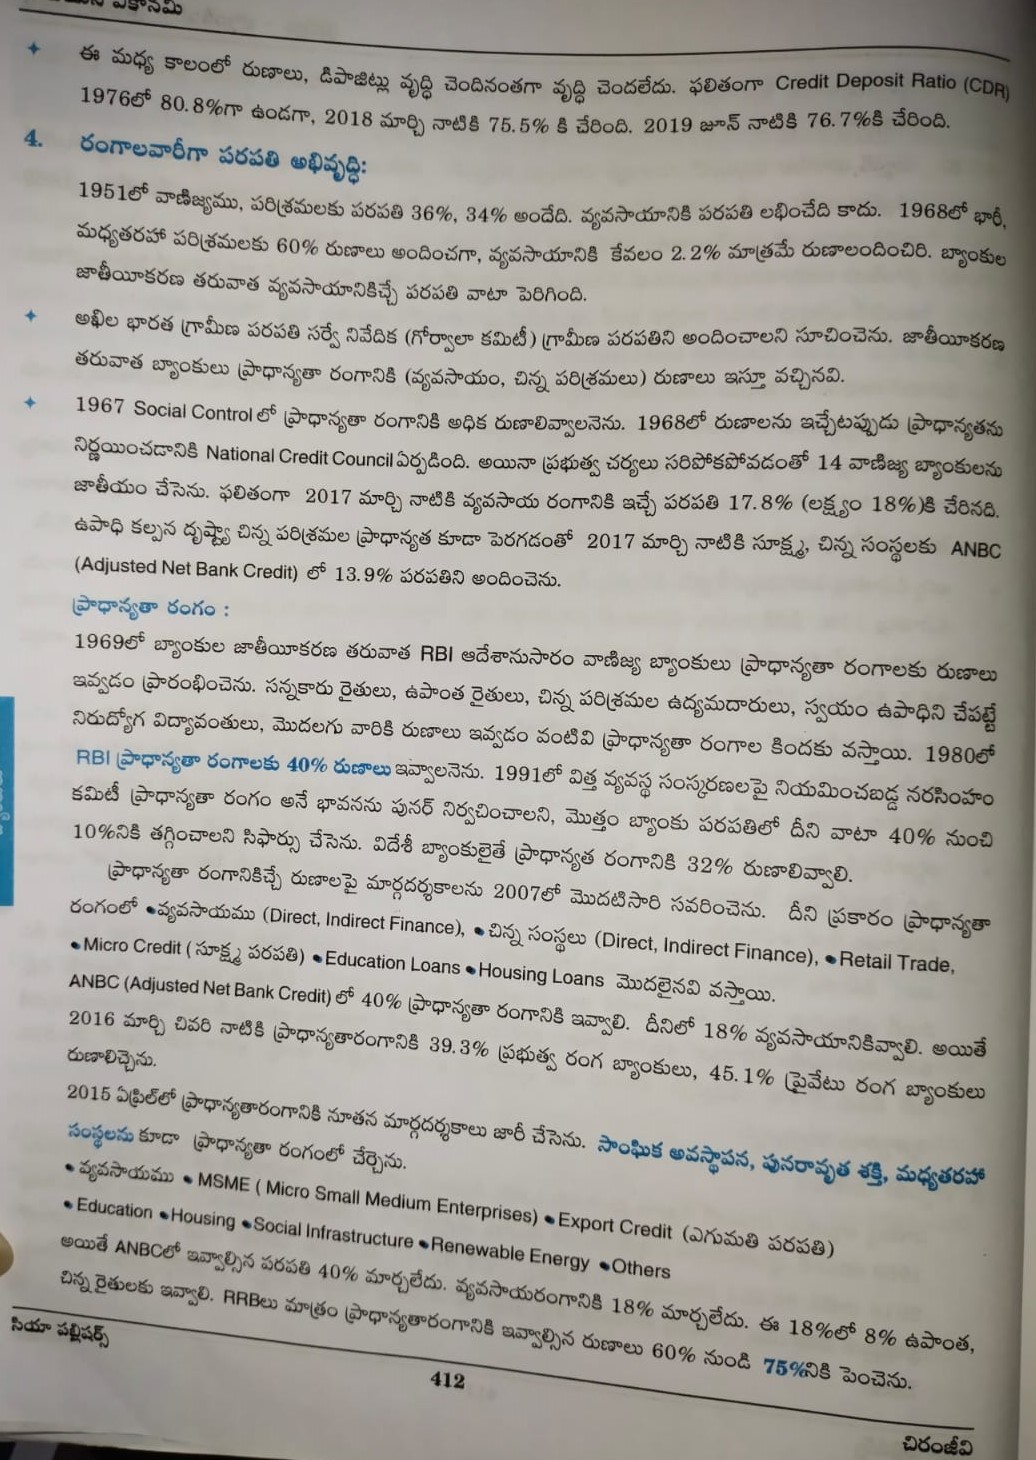 వికానమీ
✦ ఈ మధ్య కాలంలో రుణాలు, డిపాజిట్లు వృద్ధి చెందినంతగా వృద్ధి చెందలేదు. ఫలితంగా Credit Deposit Ratio (CDR)
1976లో 80.8%గా ఉండగా, 2018 మార్చి నాటికి 75.5% కి చేరింది. 2019 జూన్ నాటికి 76.7%కి చేరింది.
4. రంగాలవారీగా పరపతి అభివృద్ధి:
1951లో వాణిజ్యము, పరిశ్రమలకు పరపతి 36%, 34% అందేది. వ్యవసాయానికి పరపతి లభించేది కాదు. 1968లో భారీ,
మధ్యతరహా పరిశ్రమలకు 60% రుణాలు అందించగా, వ్యవసాయానికి కేవలం 2.2% మాత్రమే రుణాలందించిరి. బ్యాంకుల
జాతీయీకరణ తరువాత వ్యవసాయానికిచ్చే పరపతి వాటా పెరిగింది.
✦ అఖిల భారత గ్రామీణ పరపతి సర్వే నివేదిక (గోర్వాలా కమిటీ) గ్రామీణ పరపతిని అందించాలని సూచించెను. జాతీయీకరణ
తరువాత బ్యాంకులు ప్రాధాన్యతా రంగానికి (వ్యవసాయం, చిన్న పరిశ్రమలు) రుణాలు ఇస్తూ వచ్చినవి.
✦ 1967 Social Control లో ప్రాధాన్యతా రంగానికి అధిక రుణాలివ్వాలనెను. 1968లో రుణాలను ఇచ్చేటప్పుడు ప్రాధాన్యతను
నిర్ణయించడానికి National Credit Council ఏర్పడింది. అయినా ప్రభుత్వ చర్యలు సరిపోకపోవడంతో 14 వాణిజ్య బ్యాంకులను
జాతీయం చేసెను. ఫలితంగా 2017 మార్చి నాటికి వ్యవసాయ రంగానికి ఇచ్చే పరపతి 17.8% (లక్ష్యం 18%)కి చేరినది.
ఉపాధి కల్పన దృష్ట్యా చిన్న పరిశ్రమల ప్రాధాన్యత కూడా పెరగడంతో 2017 మార్చి నాటికి సూక్ష్మ, చిన్న సంస్థలకు ANBC
(Adjusted Net Bank Credit) లో 13.9% పరపతిని అందించెను.
ప్రాధాన్యతా రంగం :
1969లో బ్యాంకుల జాతీయీకరణ తరువాత RBI ఆదేశానుసారం వాణిజ్య బ్యాంకులు ప్రాధాన్యతా రంగాలకు రుణాలు
ఇవ్వడం ప్రారంభించెను. సన్నకారు రైతులు, ఉపాంత రైతులు, చిన్న పరిశ్రమల ఉద్యమదారులు, స్వయం ఉపాధిని చేపట్టే
నిరుద్యోగ విద్యావంతులు, మొదలగు వారికి రుణాలు ఇవ్వడం వంటివి ప్రాధాన్యతా రంగాల కిందకు వస్తాయి. 1980లో
RBI ప్రాధాన్యతా రంగాలకు 40% రుణాలు ఇవ్వాలనెను. 1991లో విత్త వ్యవస్థ సంస్కరణలపై నియమించబడ్డ నరసింహం
కమిటీ ప్రాధాన్యతా రంగం అనే భావనను పునర్ నిర్వచించాలని, మొత్తం బ్యాంకు పరపతిలో దీని వాటా 40% నుంచి
10%నికి తగ్గించాలని సిఫార్సు చేసెను. విదేశీ బ్యాంకులైతే ప్రాధాన్యత రంగానికి 32% రుణాలివ్వాలి.
ప్రాధాన్యతా రంగానికిచ్చే రుణాలపై మార్గదర్శకాలను 2007లో మొదటిసారి సవరించెను. దీని ప్రకారం ప్రాధాన్యతా
రంగంలో •వ్యవసాయము (Direct, Indirect Finance), •చిన్న సంస్థలు (Direct, Indirect Finance), •Retail Trade,
•Micro Credit ( సూక్ష్మ పరపతి) •Education Loans •Housing Loans మొదలైనవి వస్తాయి.
ANBC (Adjusted Net Bank Credit) లో 40% ప్రాధాన్యతా రంగానికి ఇవ్వాలి. దీనిలో 18% వ్యవసాయానికివ్వాలి. అయితే
2016 మార్చి చివరి నాటికి ప్రాధాన్యతారంగానికి 39.3% ప్రభుత్వ రంగ బ్యాంకులు, 45.1% ప్రైవేటు రంగ బ్యాంకులు
రుణాలిచ్చెను.
2015 ఏప్రిల్‌లో ప్రాధాన్యతారంగానికి నూతన మార్గదర్శకాలు జారీ చేసెను. సాంఘిక అవస్థాపన, పునరావృత శక్తి, మధ్యతరహా
సంస్థలను కూడా ప్రాధాన్యతా రంగంలో చేర్చెను.
• వ్యవసాయము • MSME ( Micro Small Medium Enterprises) •Export Credit (ఎగుమతి పరపతి)
• Education •Housing •Social Infrastructure •Renewable Energy •Others
అయితే ANBCలో ఇవ్వాల్సిన పరపతి 40% మార్చలేదు. వ్యవసాయరంగానికి 18% మార్చలేదు. ఈ 18%లో 8% ఉపాంత,
చిన్న రైతులకు ఇవ్వాలి. RRBలు మాత్రం ప్రాధాన్యతారంగానికి ఇవ్వాల్సిన రుణాలు 60% నుండి 75%నికి పెంచెను.
సియా పబ్లిషర్స్
412
చిరంజీవి